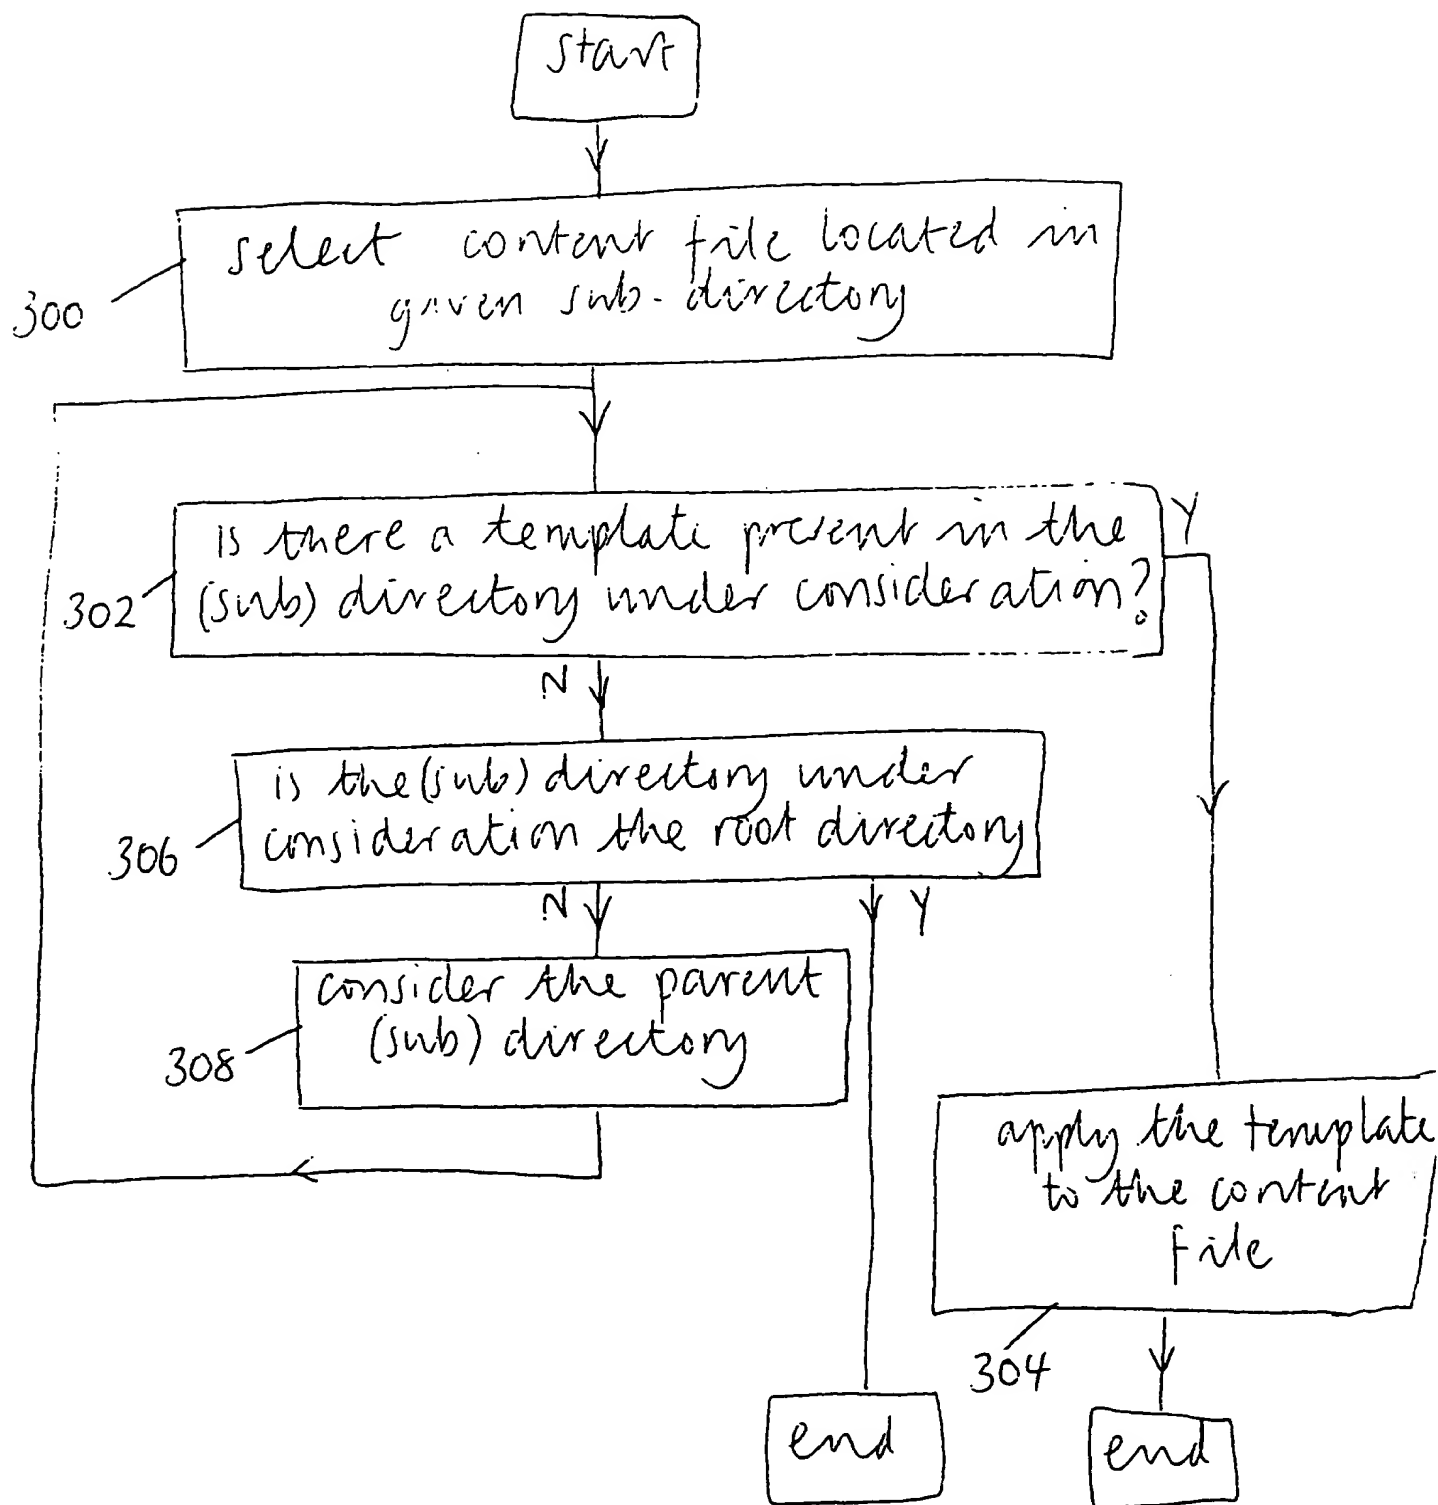 start
select content file located in
given sub-directory
300
is there a template present in the
(sub) directory under consideration?
Y
302
N
is the (sub) directory under
consideration the root directory
306
N
Y
consider the parent
(sub) directory
308
apply the template
to the content
file
304
end
end